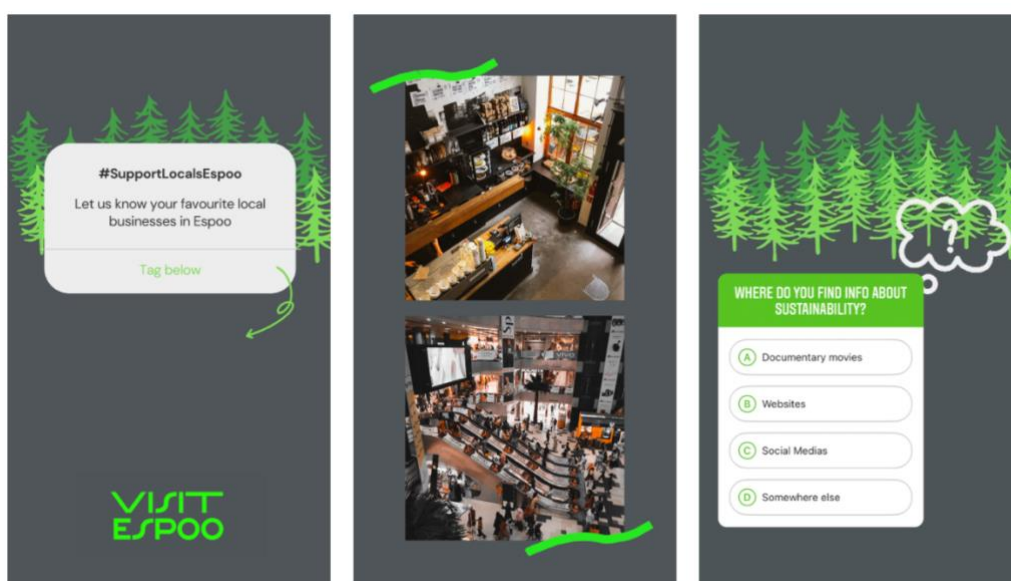 #SupportLocalsEspoo
Let us know your favourite local
businesses in Espoo
Tag below
VISIT
ESPOO
?
WHERE DO YOU FIND INFO ABOUT
SUSTAINABILITY?
A Documentary movies
B Websites
C Social Medias
D Somewhere else